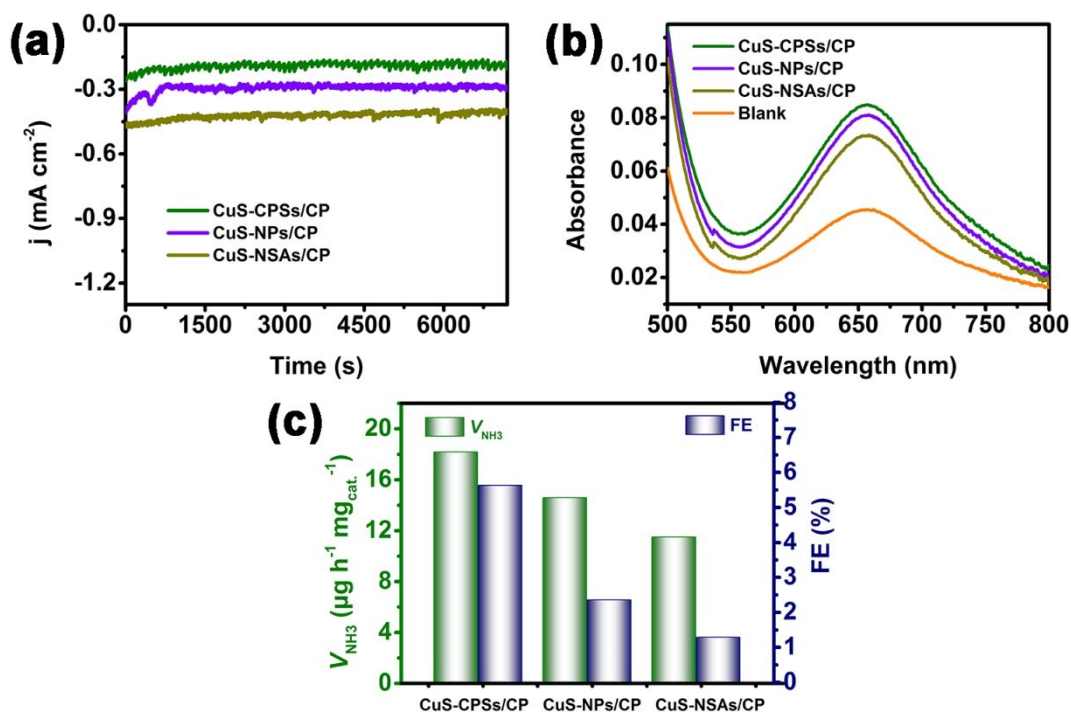 (a)
0.0
-0.3
-0.6
-0.9
-1.2
j (mA cm⁻²)
CuS-CPSs/CP
CuS-NPs/CP
CuS-NSAs/CP
0 1500 3000 4500 6000
Time (s)
(b)
0.10
0.08
0.06
0.04
0.02
Absorbance
CuS-CPSs/CP
CuS-NPs/CP
CuS-NSAs/CP
Blank
500 550 600 650 700 750 800
Wavelength (nm)
(c)
20
16
12
8
4
0
V_NH3 (µg h⁻¹ mg_cat.⁻¹)
V_NH3
FE
8
7
6
5
4
3
2
1
0
FE (%)
CuS-CPSs/CP CuS-NPs/CP CuS-NSAs/CP